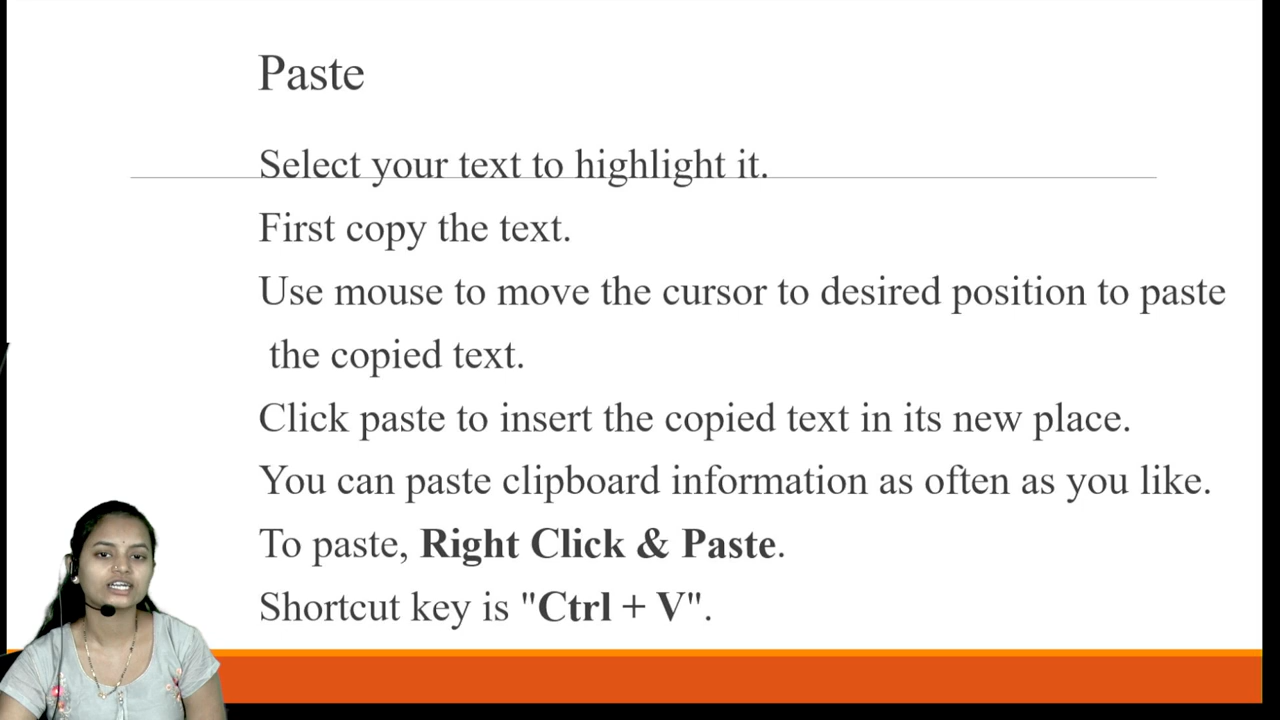 Paste
Select your text to highlight it.
First copy the text.
Use mouse to move the cursor to desired position to paste
the copied text.
Click paste to insert the copied text in its new place.
You can paste clipboard information as often as you like.
To paste, Right Click & Paste.
Shortcut key is "Ctrl + V".